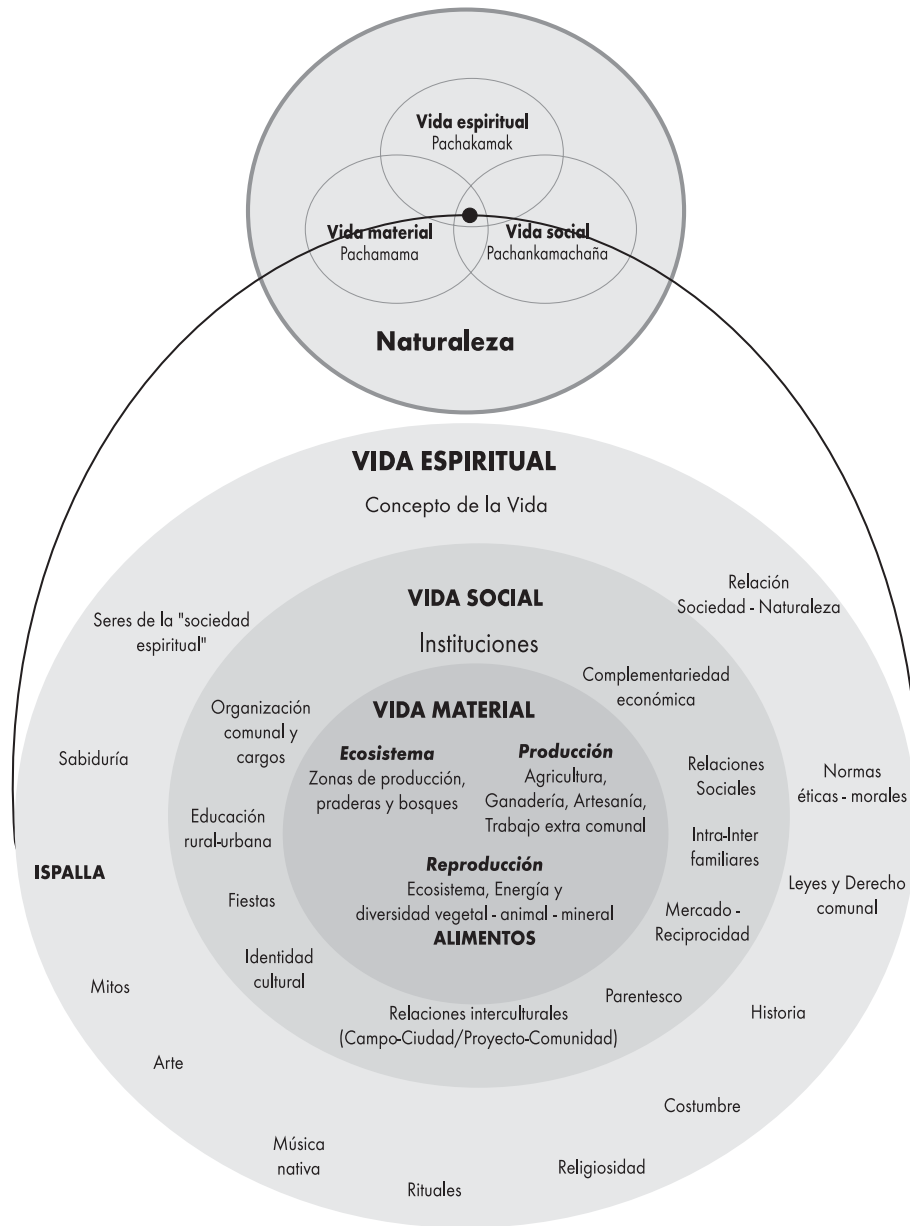 Vida espiritual
Pachakamak
Vida material
Pachamama
Vida social
Pachankamachaña
Naturaleza
VIDA ESPIRITUAL
Concepto de la Vida
Relación
Sociedad - Naturaleza
Seres de la "sociedad
espiritual"
VIDA SOCIAL
Instituciones
Complementariedad
económica
Organización
comunal y
cargos
VIDA MATERIAL
Ecosistema
Zonas de producción,
praderas y bosques
Producción
Agricultura,
Ganadería, Artesanía,
Trabajo extra comunal
Relaciones
Sociales
Sabiduría
Normas
éticas - morales
Educación
rural-urbana
Intra-Inter
familiares
Reproducción
Ecosistema, Energía y
diversidad vegetal - animal - mineral
ALIMENTOS
ISPALLA
Leyes y Derecho
comunal
Fiestas
Mercado -
Reciprocidad
Identidad
cultural
Mitos
Parentesco
Relaciones interculturales
(Campo-Ciudad/Proyecto-Comunidad)
Historia
Arte
Costumbre
Música
nativa
Religiosidad
Rituales